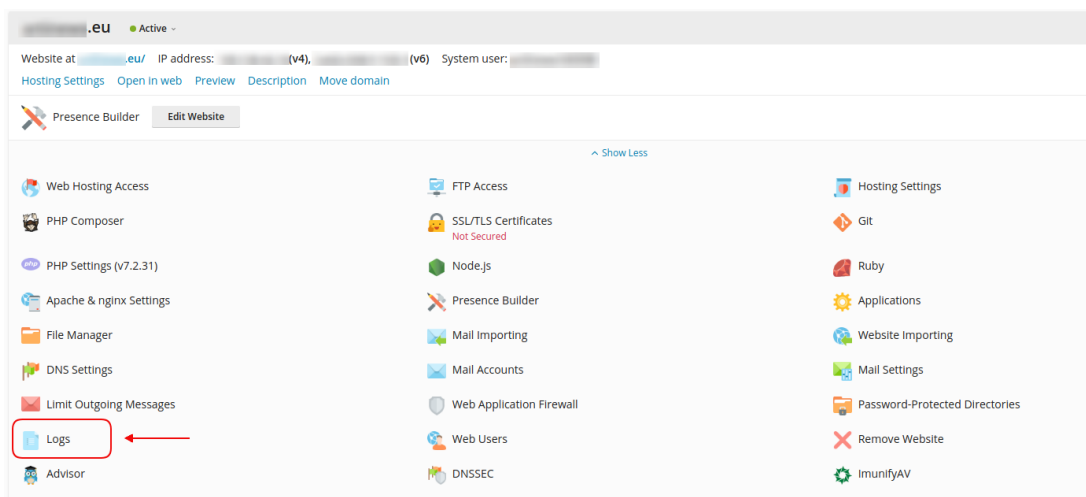 .eu Active
Website at .eu/ IP address: (v4), (v6) System user:
Hosting Settings Open in web Preview Description Move domain
Presence Builder Edit Website
Show Less
Web Hosting Access FTP Access Hosting Settings
PHP Composer SSL/TLS Certificates Git
Not Secured
php PHP Settings (v7.2.31) Node.js Ruby
Apache & nginx Settings Presence Builder Applications
File Manager Mail Importing Website Importing
DNS Settings Mail Accounts Mail Settings
Limit Outgoing Messages Web Application Firewall Password-Protected Directories
Logs Web Users Remove Website
Advisor DNSSEC ImunifyAV